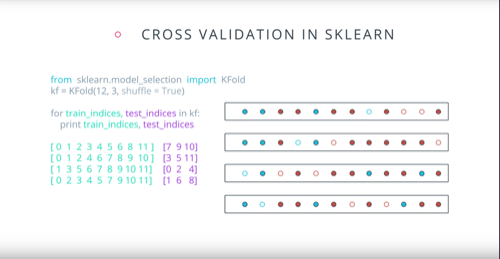 CROSS VALIDATION IN SKLEARN
from sklearn.model_selection import KFold
kf = KFold(12, 3, shuffle = True)
for train_indices, test_indices in kf:
print train_indices, test_indices
[ 0 1 2 3 4 5 6 8 11 ] [7 9 10]
[ 0 1 2 4 6 7 8 9 10 ] [3 5 11]
[ 1 3 5 6 7 8 9 10 11] [0 2 4]
[ 0 2 3 4 5 7 9 10 11] [1 6 8]